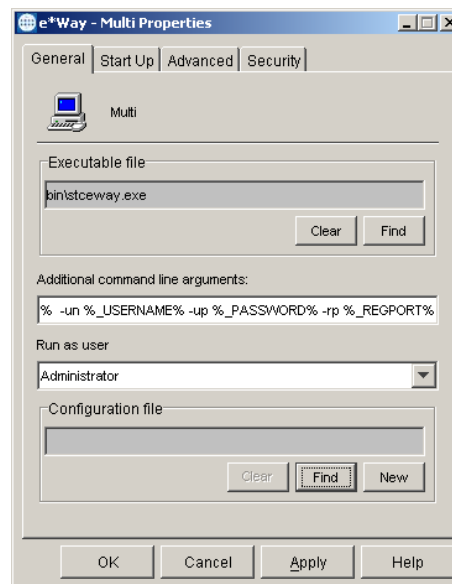 e*Way - Multi Properties
General Start Up Advanced Security
Multi
Executable file
bin\stceway.exe
Clear Find
Additional command line arguments:
% -un %_USERNAME% -up %_PASSWORD% -rp %_REGPORT%
Run as user
Administrator
Configuration file
Clear Find New
OK Cancel Apply Help